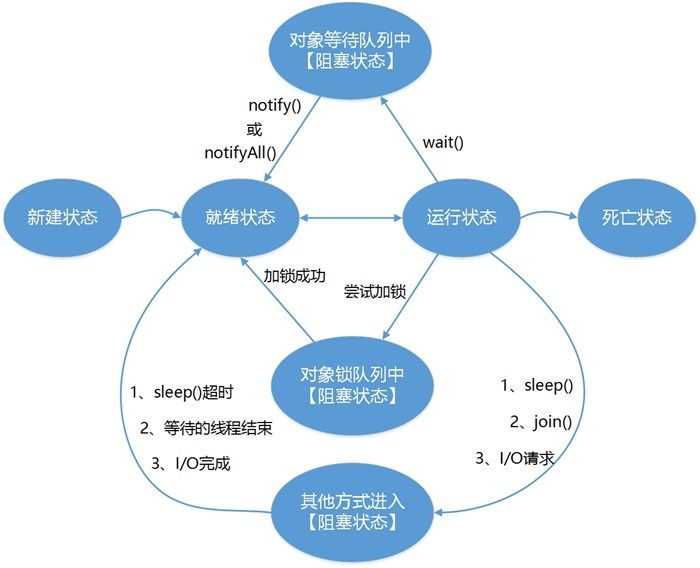 对象等待队列中
【阻塞状态】
notify()
或
notifyAll()
wait()
新建状态
就绪状态
运行状态
死亡状态
加锁成功
尝试加锁
对象锁队列中
【阻塞状态】
1、sleep()超时
2、等待的线程结束
3、I/O完成
1、sleep()
2、join()
3、I/O请求
其他方式进入
【阻塞状态】